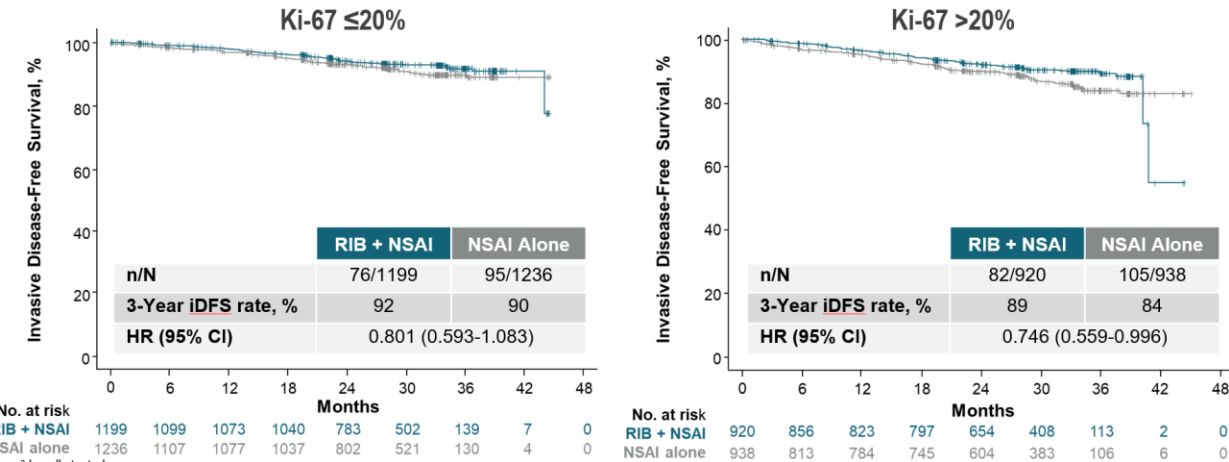 Ki-67 ≤20%
Invasive Disease-Free Survival, %
100
80
60
40
20
0
RIB + NSAI NSAI Alone
n/N 76/1199 95/1236
3-Year iDFS rate, % 92 90
HR (95% CI) 0.801 (0.593-1.083)
0 6 12 18 24 30 36 42 48
Months
No. at risk
RIB + NSAI 1199 1099 1073 1040 783 502 139 7 0
NSAI alone 1236 1107 1077 1037 802 521 130 4 0
Ki-67 >20%
Invasive Disease-Free Survival, %
100
80
60
40
20
0
RIB + NSAI NSAI Alone
n/N 82/920 105/938
3-Year iDFS rate, % 89 84
HR (95% CI) 0.746 (0.559-0.996)
0 6 12 18 24 30 36 42 48
Months
No. at risk
RIB + NSAI 920 856 823 797 654 408 113 2 0
NSAI alone 938 813 784 745 604 383 106 6 0